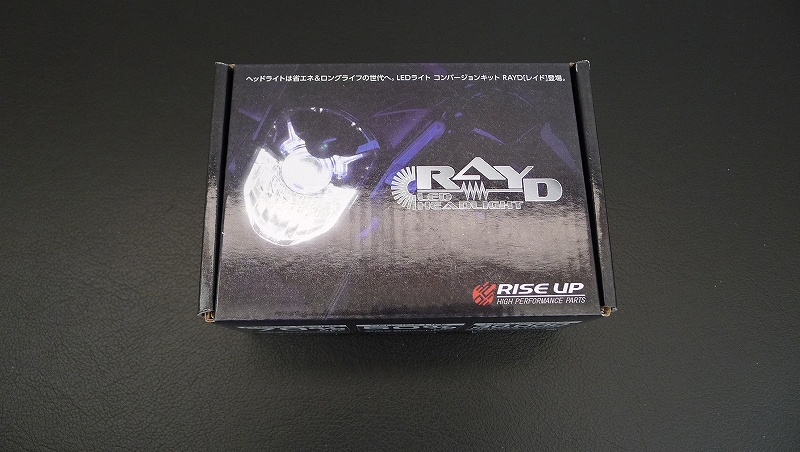 ヘッドライトは省エネ&ロングライフの世代へ。LEDライト コンバージョンキット RAYD[レイド]登場。
RAYD
LED
HEADLIGHT
RISE UP
HIGH PERFORMANCE PARTS